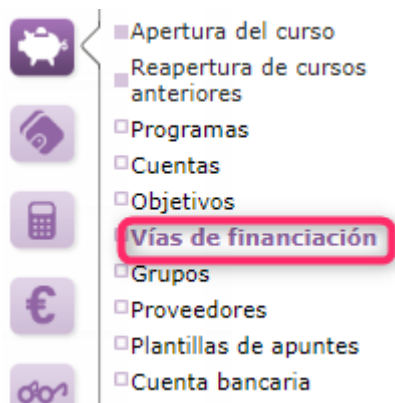 Apertura del curso
Reapertura de cursos
anteriores
Programas
Cuentas
Objetivos
Vías de financiación
Grupos
Proveedores
Plantillas de apuntes
Cuenta bancaria
€